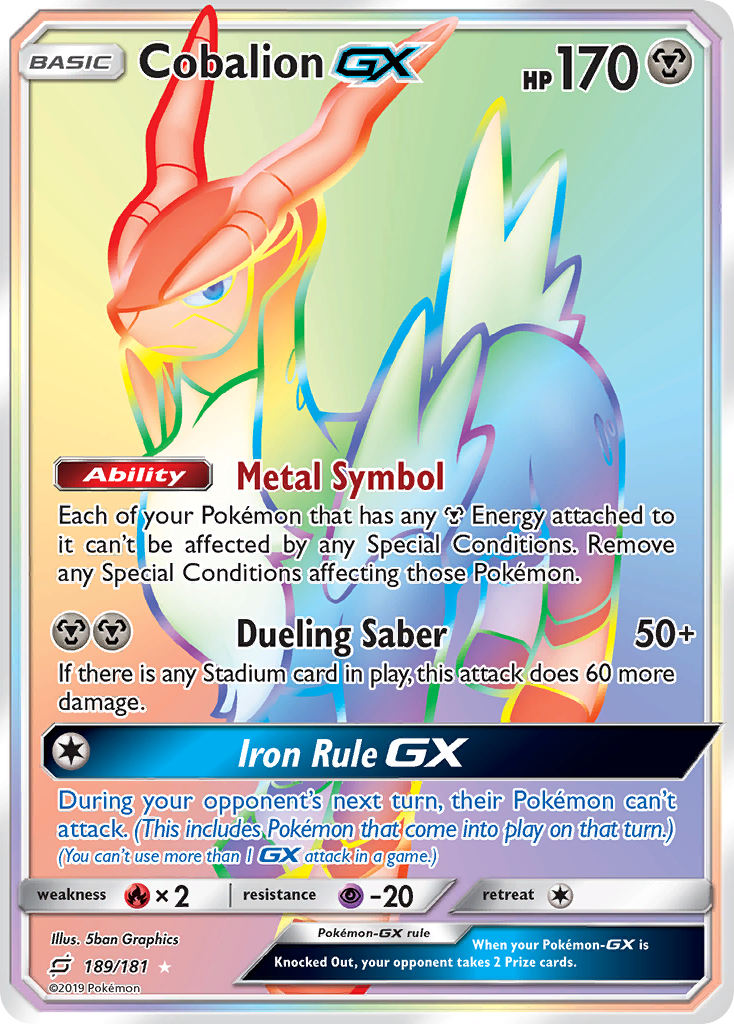 BASIC Cobalion GX HP 170
Ability Metal Symbol
Each of your Pokémon that has any Energy attached to
it can't be affected by any Special Conditions. Remove
any Special Conditions affecting those Pokémon.
Dueling Saber 50+
If there is any Stadium card in play, this attack does 60 more
damage.
Iron Rule GX
During your opponent's next turn, their Pokémon can't
attack. (This includes Pokémon that come into play on that turn.)
(You can't use more than 1 GX attack in a game.)
weakness ×2 resistance -20 retreat
Illus. 5ban Graphics
189/181
©2019 Pokémon
Pokémon-GX rule
When your Pokémon-GX is
Knocked Out, your opponent takes 2 Prize cards.